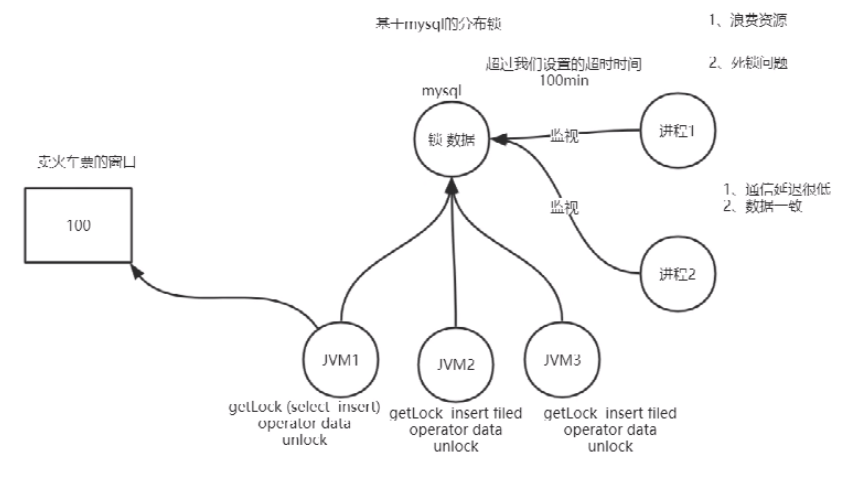 基于mysql的分布锁
1、浪费资源
超过我们设置的超时时间
100min
2、死锁问题
mysql
锁 数据
监视
进程1
卖火车票的窗口
100
监视
1、通信延迟很低
2、数据一致
进程2
JVM1
JVM2
JVM3
getLock (select insert)
operator data
unlock
getLock insert filed
operator data
unlock
getLock insert filed
operator data
unlock